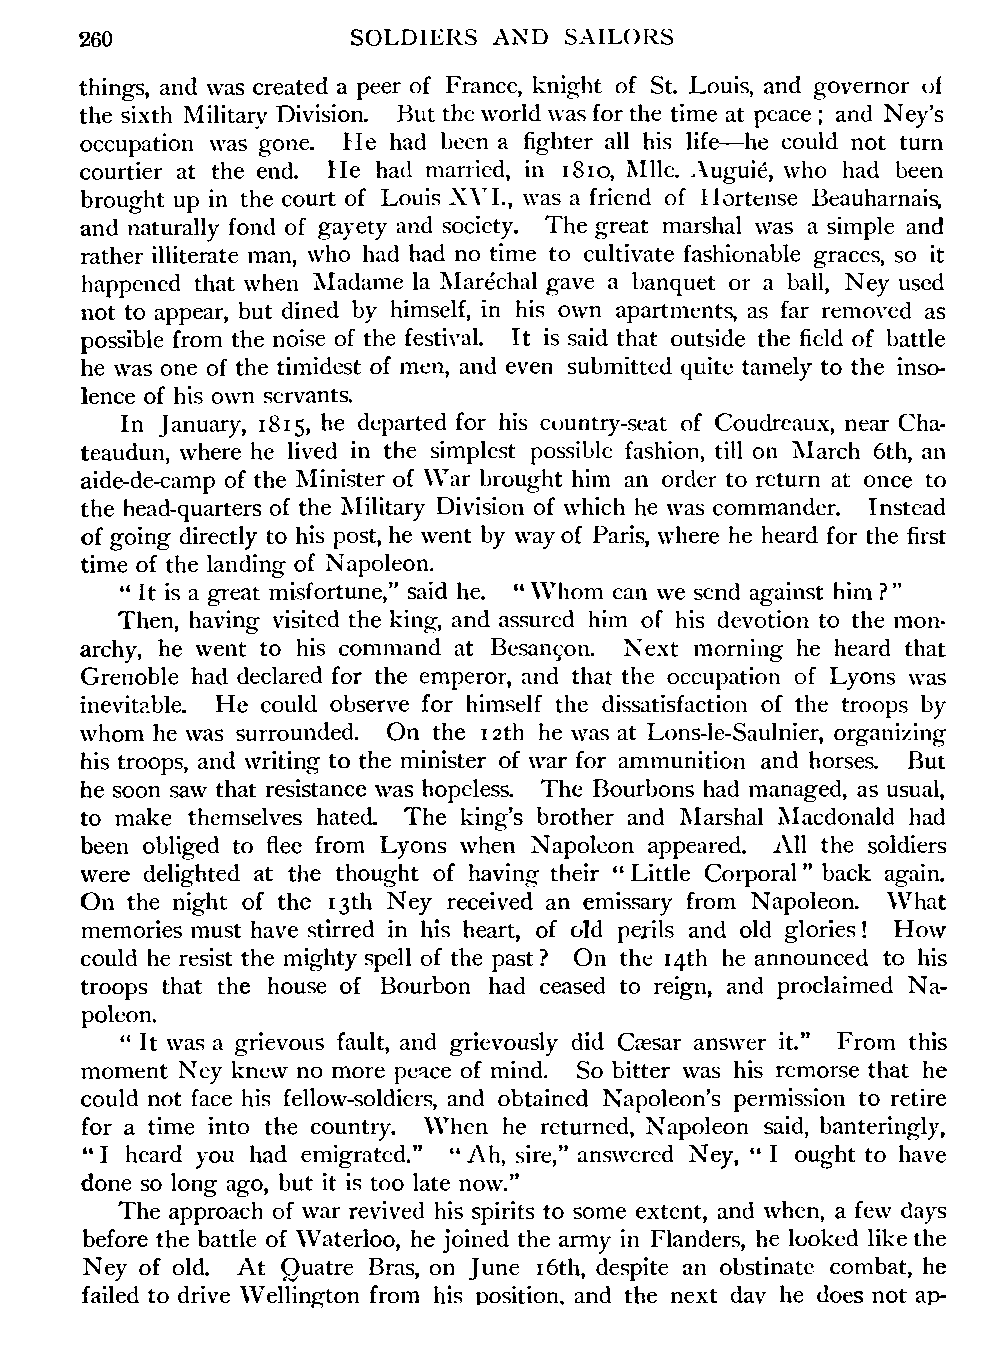 260 SOLDIERS AND SAILORS
things, and was created a peer of France, knight of St. Louis, and governor of
the sixth Military Division. But the world was for the time at peace; and Ney's
occupation was gone. He had been a fighter all his life—he could not turn
courtier at the end. He had married, in 1810, Mlle. Auguié, who had been
brought up in the court of Louis XVI., was a friend of Hortense Beauharnais,
and naturally fond of gayety and society. The great marshal was a simple and
rather illiterate man, who had had no time to cultivate fashionable graces, so it
happened that when Madame la Maréchal gave a banquet or a ball, Ney used
not to appear, but dined by himself, in his own apartments, as far removed as
possible from the noise of the festival. It is said that outside the field of battle
he was one of the timidest of men, and even submitted quite tamely to the inso-
lence of his own servants.
In January, 1815, he departed for his country-seat of Coudreaux, near Cha-
teaudun, where he lived in the simplest possible fashion, till on March 6th, an
aide-de-camp of the Minister of War brought him an order to return at once to
the head-quarters of the Military Division of which he was commander. Instead
of going directly to his post, he went by way of Paris, where he heard for the first
time of the landing of Napoleon.
"It is a great misfortune," said he. "Whom can we send against him?"
Then, having visited the king, and assured him of his devotion to the mon-
archy, he went to his command at Besançon. Next morning he heard that
Grenoble had declared for the emperor, and that the occupation of Lyons was
inevitable. He could observe for himself the dissatisfaction of the troops by
whom he was surrounded. On the 12th he was at Lons-le-Saulnier, organizing
his troops, and writing to the minister of war for ammunition and horses. But
he soon saw that resistance was hopeless. The Bourbons had managed, as usual,
to make themselves hated. The king's brother and Marshal Macdonald had
been obliged to flee from Lyons when Napoleon appeared. All the soldiers
were delighted at the thought of having their "Little Corporal" back again.
On the night of the 13th Ney received an emissary from Napoleon. What
memories must have stirred in his heart, of old perils and old glories! How
could he resist the mighty spell of the past? On the 14th he announced to his
troops that the house of Bourbon had ceased to reign, and proclaimed Na-
poleon.
"It was a grievous fault, and grievously did Cæsar answer it." From this
moment Ney knew no more peace of mind. So bitter was his remorse that he
could not face his fellow-soldiers, and obtained Napoleon's permission to retire
for a time into the country. When he returned, Napoleon said, banteringly,
"I heard you had emigrated." "Ah, sire," answered Ney, "I ought to have
done so long ago, but it is too late now."
The approach of war revived his spirits to some extent, and when, a few days
before the battle of Waterloo, he joined the army in Flanders, he looked like the
Ney of old. At Quatre Bras, on June 16th, despite an obstinate combat, he
failed to drive Wellington from his position, and the next day he does not ap-